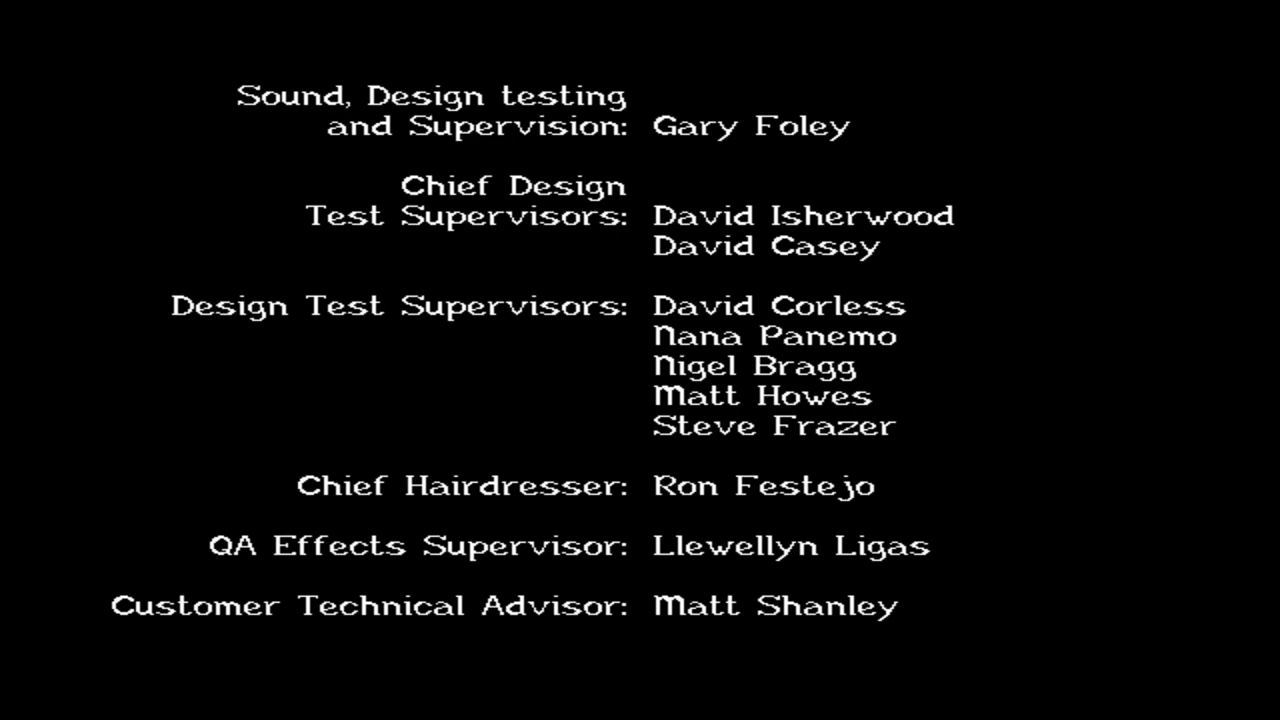 Sound, Design testing
and Supervision: Gary Foley
Chief Design
Test Supervisors: David Isherwood
David Casey
Design Test Supervisors: David Corless
Nana Panemo
Nigel Bragg
Matt Howes
Steve Frazer
Chief Hairdresser: Ron Festejo
QA Effects Supervisor: Llewellyn Ligas
Customer Technical Advisor: Matt Shanley